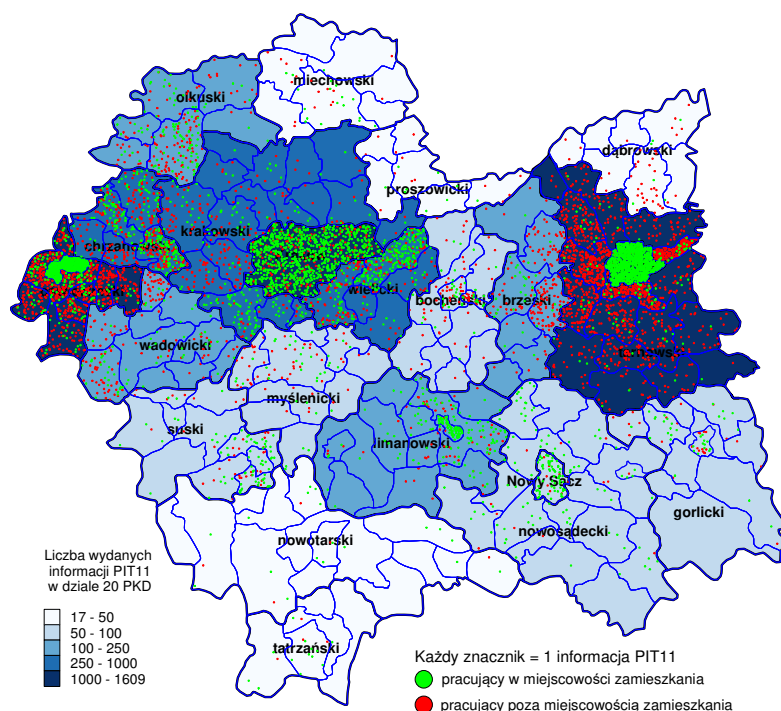 miechowski
olkuski
dąbrowski
proszowicki
krakowski
chrzanowski
wielicki
bocheński
brzeski
tarnowski
wadowicki
myślenicki
suski
limanowski
Nowy Sącz
nowosądecki
gorlicki
nowotarski
tatrzański
Liczba wydanych
informacji PIT11
w dziale 20 PKD
17 - 50
50 - 100
100 - 250
250 - 1000
1000 - 1609
Każdy znacznik = 1 informacja PIT11
pracujący w miejscowości zamieszkania
pracujący poza miejscowością zamieszkania